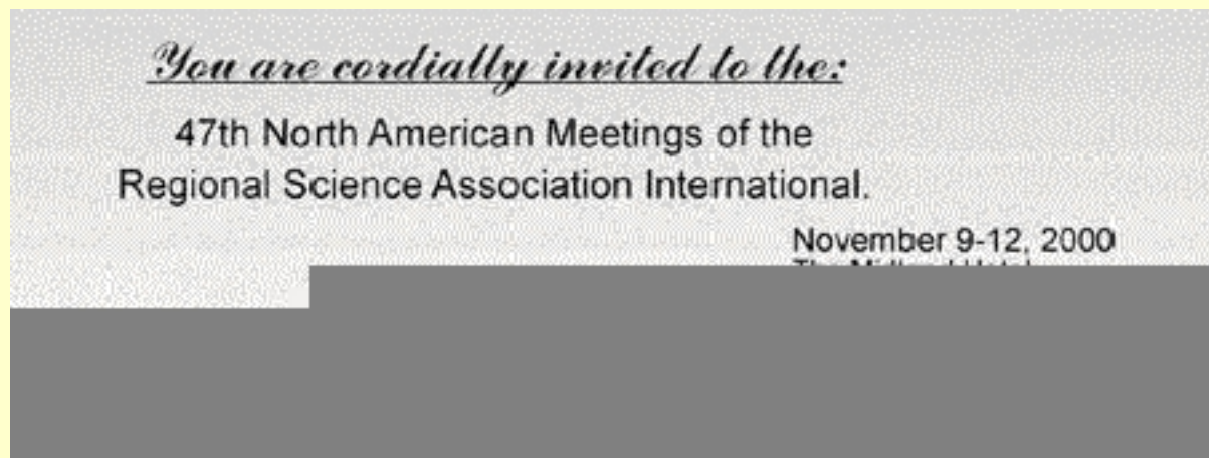 You are cordially invited to the:
47th North American Meetings of the
Regional Science Association International.
November 9-12, 2000